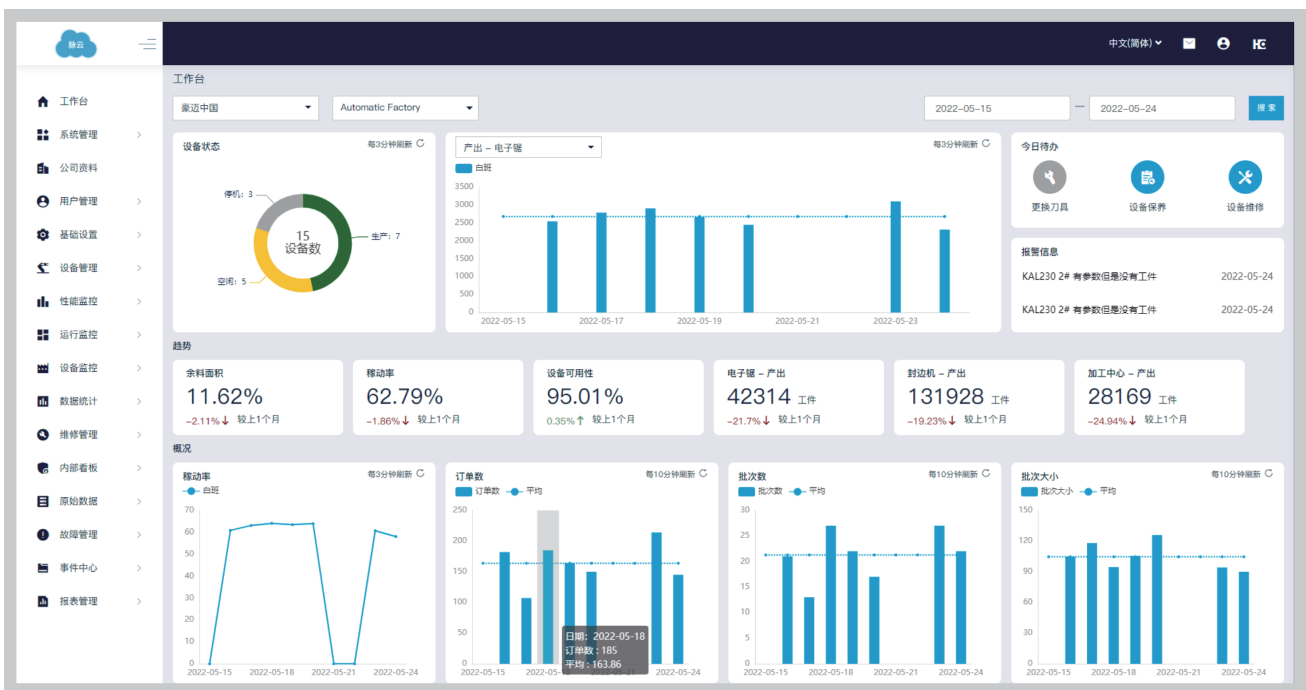 脉云
中文(简体)
HC
工作台
系统管理
公司资料
用户管理
基础设置
设备管理
性能监控
运行监控
设备监控
数据统计
维修管理
内部看板
原始数据
故障管理
事件中心
报表管理
工作台
豪迈中国
Automatic Factory
2022-05-15
—
2022-05-24
搜索
设备状态
每3分钟刷新
停机: 3
15
设备数
生产: 7
空闲: 5
产出 - 电子锯
每3分钟刷新
白班
3500
3000
2500
2000
1500
1000
500
0
2022-05-15 2022-05-17 2022-05-19 2022-05-21 2022-05-23
今日待办
更换刀具 设备保养 设备维修
报警信息
KAL230 2# 有参数但是没有工件 2022-05-24
KAL230 2# 有参数但是没有工件 2022-05-24
趋势
余料面积
11.62%
-2.11%↓ 较上1个月
稼动率
62.79%
-1.86%↓ 较上1个月
设备可用性
95.01%
0.35%↑ 较上1个月
电子锯 - 产出
42314 工件
-21.7%↓ 较上1个月
封边机 - 产出
131928 工件
-19.23%↓ 较上1个月
加工中心 - 产出
28169 工件
-24.94%↓ 较上1个月
概况
稼动率
每3分钟刷新
白班
70
60
50
40
30
20
10
0
2022-05-15 2022-05-18 2022-05-21 2022-05-24
订单数
每10分钟刷新
订单数 平均
250
200
150
100
50
0
日期: 2022-05-18
订单数 : 185
平均 : 163.86
2022-05-15 2022-05-24
批次数
每10分钟刷新
批次数 平均
30
25
20
15
10
5
0
2022-05-15 2022-05-18 2022-05-21 2022-05-24
批次大小
每10分钟刷新
批次大小 平均
150
120
90
60
30
0
2022-05-15 2022-05-18 2022-05-21 2022-05-24